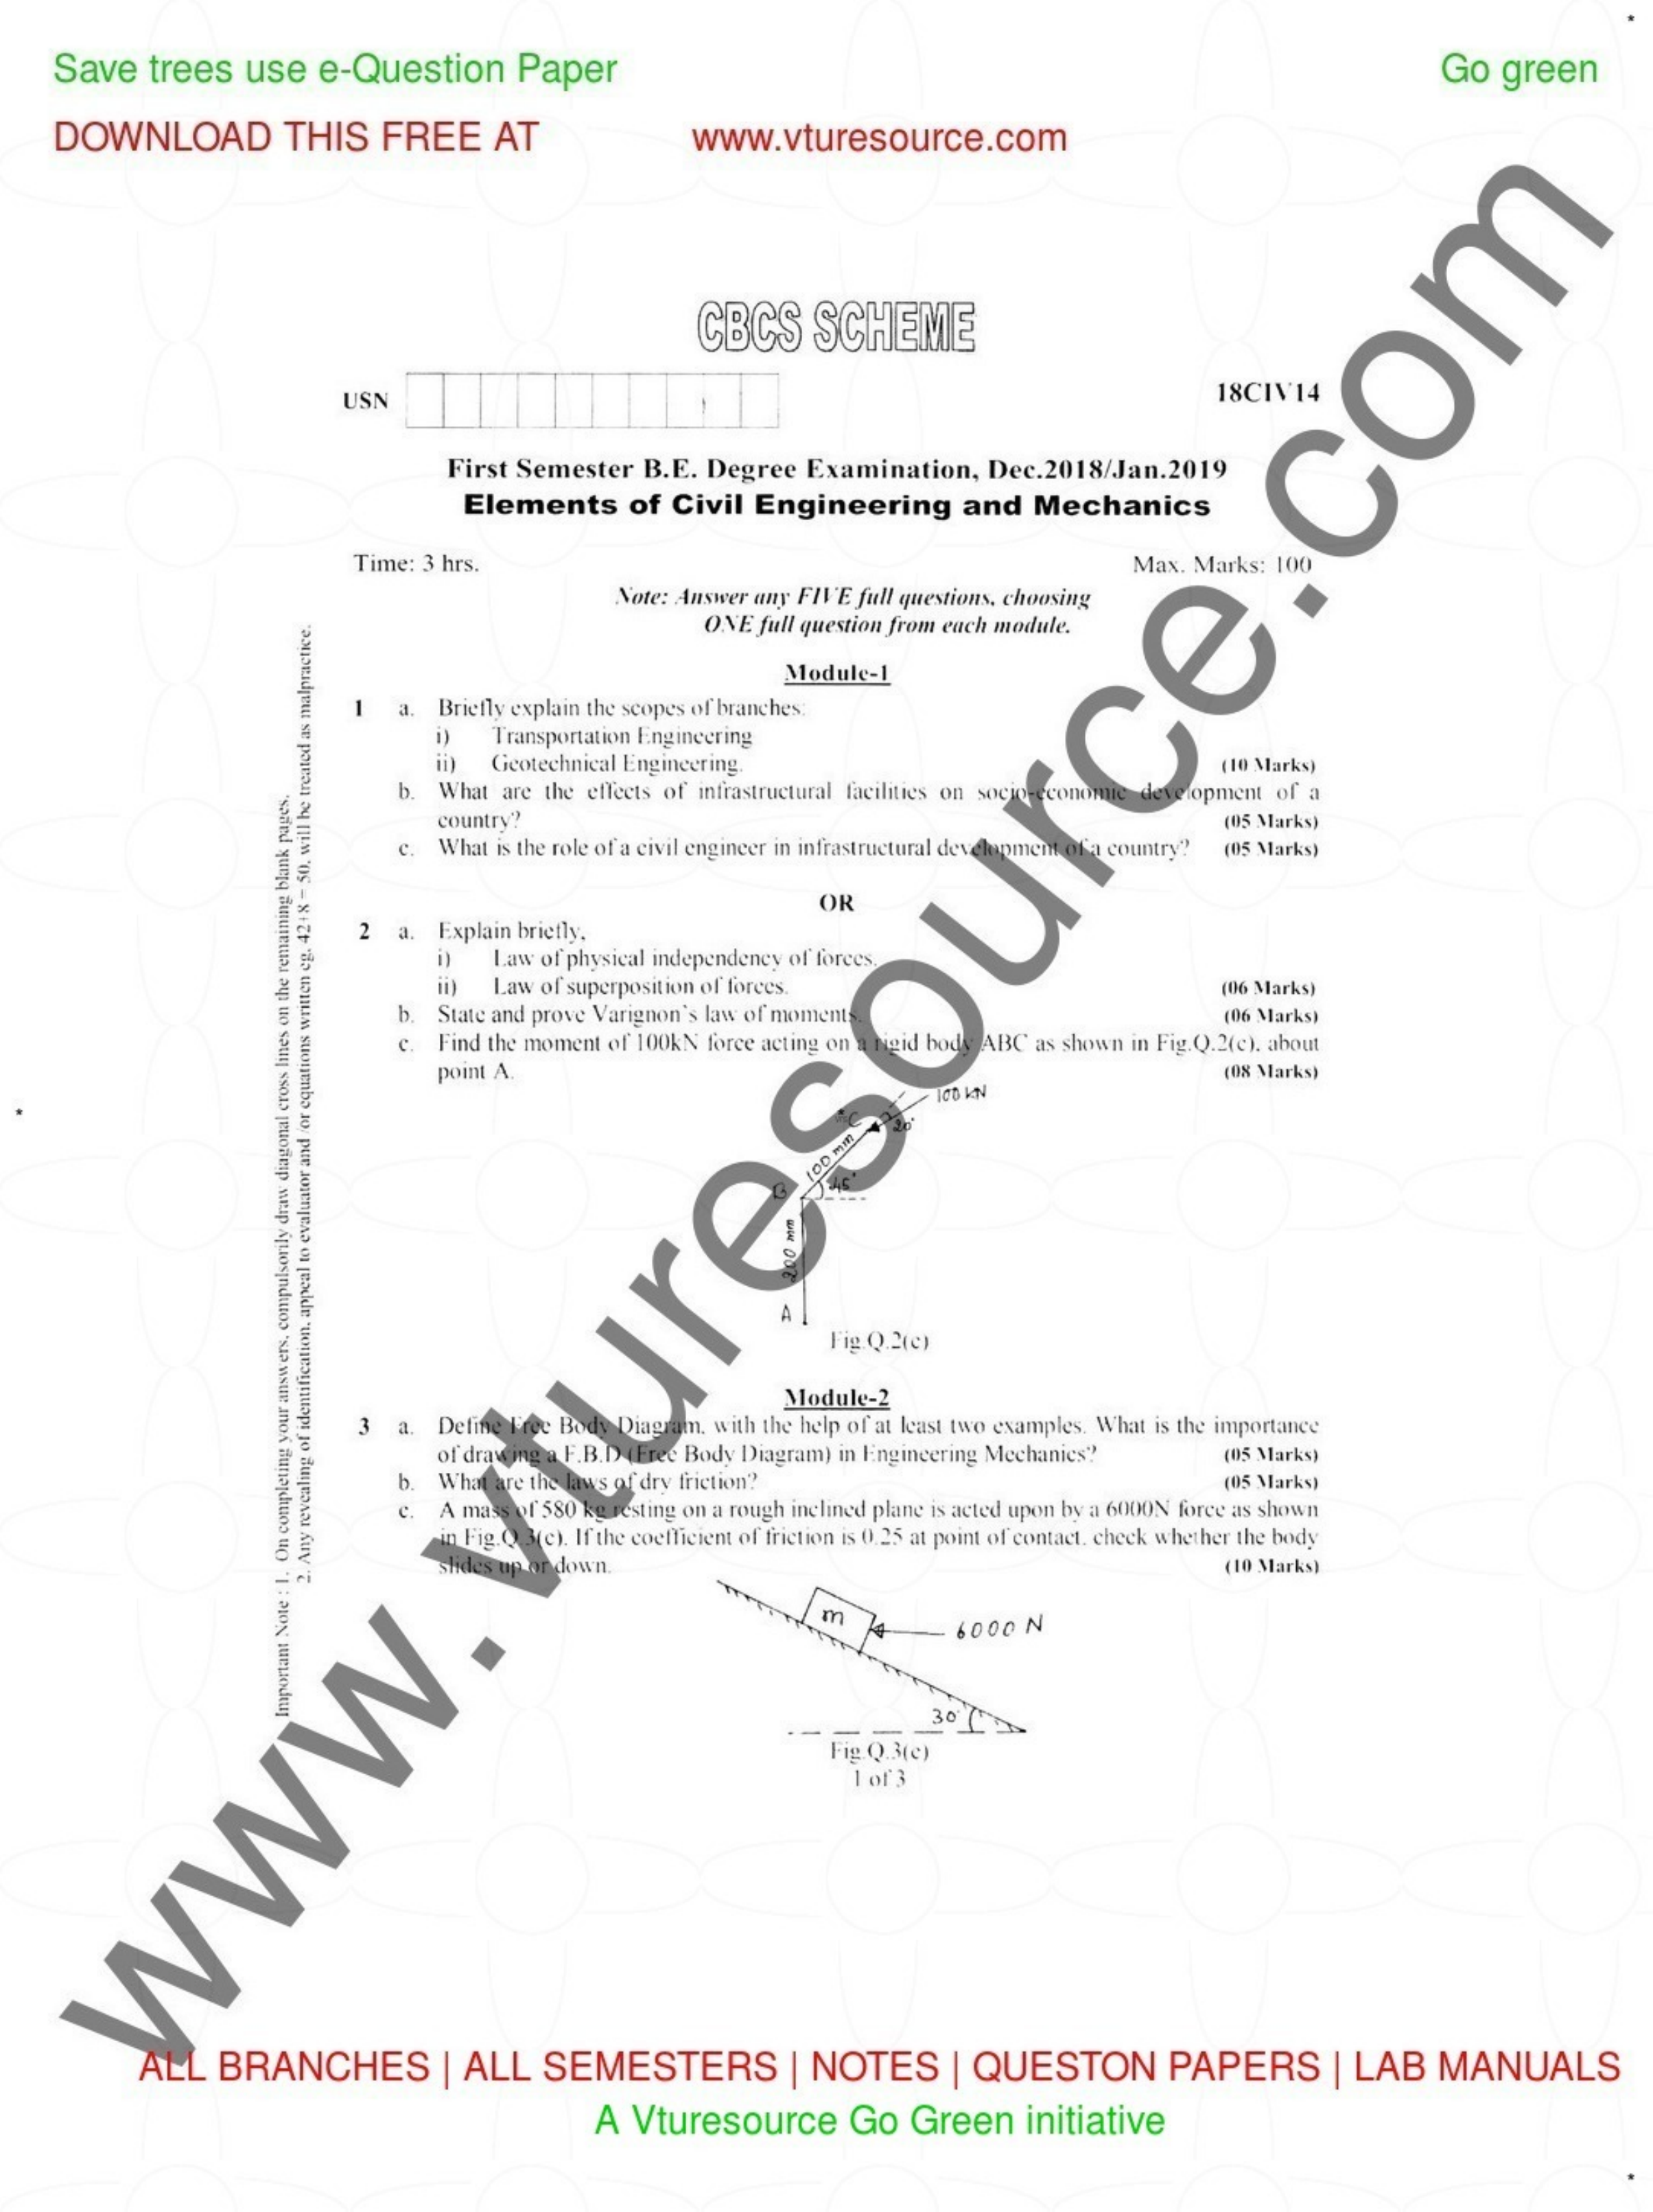 Save trees use e-Question Paper
Go green
DOWNLOAD THIS FREE AT
www.vturesource.com
CBCS SCHEME
USN
18CIV14
First Semester B.E. Degree Examination, Dec.2018/Jan.2019
Elements of Civil Engineering and Mechanics
Time: 3 hrs.
Max. Marks: 100
Note: Answer any FIVE full questions, choosing
ONE full question from each module.
Module-1
1 a. Briefly explain the scopes of branches:
i) Transportation Engineering
ii) Geotechnical Engineering. (10 Marks)
b. What are the effects of infrastructural facilities on socio-economic development of a
country? (05 Marks)
c. What is the role of a civil engineer in infrastructural development of a country? (05 Marks)
OR
2 a. Explain briefly,
i) Law of physical independency of forces.
ii) Law of superposition of forces. (06 Marks)
b. State and prove Varignon's law of moments. (06 Marks)
c. Find the moment of 100kN force acting on a rigid body ABC as shown in Fig.Q.2(c), about
point A. (08 Marks)
100 kN
C
20°
100 mm
B
45°
200 mm
A
Fig.Q.2(c)
Module-2
3 a. Define Free Body Diagram, with the help of at least two examples. What is the importance
of drawing a F.B.D (Free Body Diagram) in Engineering Mechanics? (05 Marks)
b. What are the laws of dry friction? (05 Marks)
c. A mass of 580 kg resting on a rough inclined plane is acted upon by a 6000N force as shown
in Fig.Q.3(c). If the coefficient of friction is 0.25 at point of contact, check whether the body
slides up or down. (10 Marks)
m
6000 N
30°
Fig.Q.3(c)
1 of 3
Important Note : 1. On completing your answers, compulsorily draw diagonal cross lines on the remaining blank pages.
2. Any revealing of identification, appeal to evaluator and /or equations written eg, 42+8 = 50, will be treated as malpractice.
www.vturesource.com
ALL BRANCHES | ALL SEMESTERS | NOTES | QUESTON PAPERS | LAB MANUALS
A Vturesource Go Green initiative